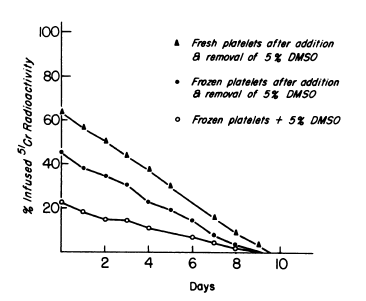 100
80
60
40
20
% Infused ⁵¹Cr Radioactivity
▲ Fresh platelets after addition
& removal of 5% DMSO
• Frozen platelets after addition
& removal of 5% DMSO
○ Frozen platelets + 5% DMSO
2 4 6 8 10
Days